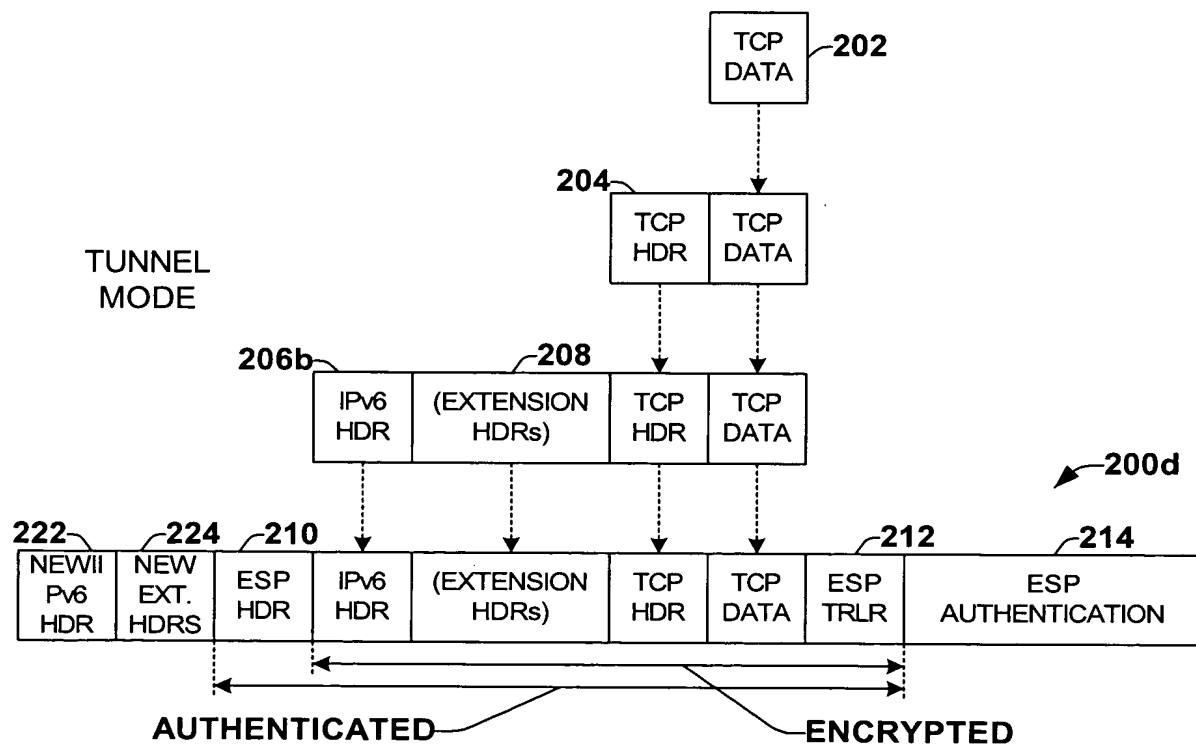 TCP
DATA
202
204
TCP
HDR
TCP
DATA
TUNNEL
MODE
206b
208
IPv6
HDR
(EXTENSION
HDRs)
TCP
HDR
TCP
DATA
200d
222
224
210
212
214
NEWII
Pv6
HDR
NEW
EXT.
HDRS
ESP
HDR
IPv6
HDR
(EXTENSION
HDRs)
TCP
HDR
TCP
DATA
ESP
TRLR
ESP
AUTHENTICATION
AUTHENTICATED
ENCRYPTED